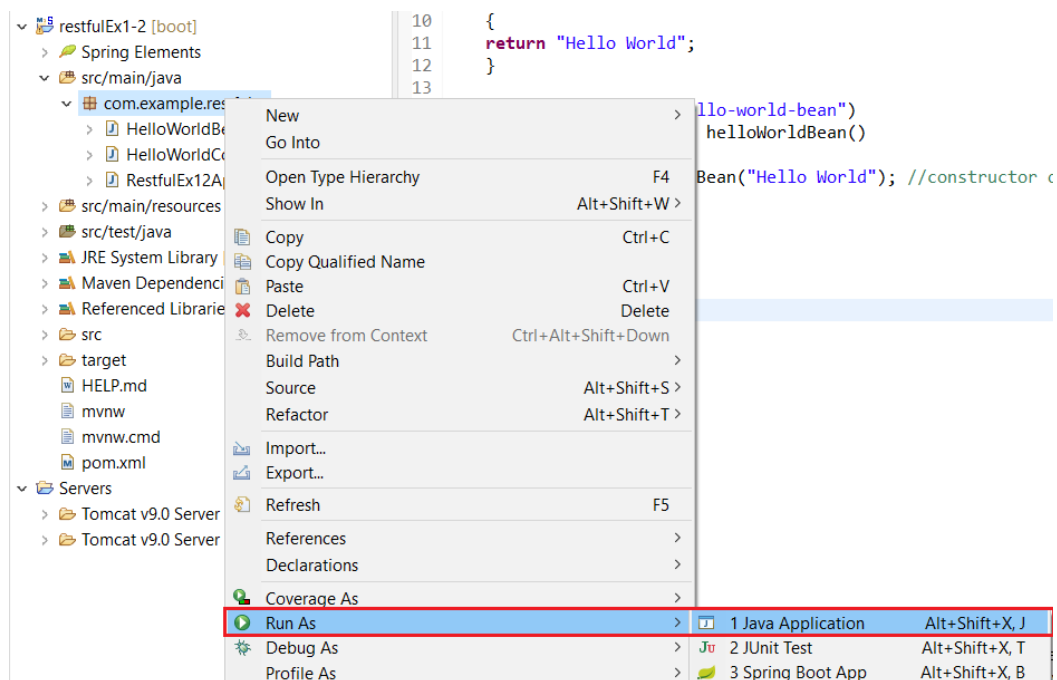 restfulEx1-2 [boot]
Spring Elements
src/main/java
com.example.res
HelloWorldBe
HelloWorldCo
RestfulEx12Ap
src/main/resources
src/test/java
JRE System Library
Maven Dependenci
Referenced Librarie
src
target
HELP.md
mvnw
mvnw.cmd
pom.xml
Servers
Tomcat v9.0 Server
Tomcat v9.0 Server
10 {
11 return "Hello World";
12 }
13
llo-world-bean")
helloWorldBean()
Bean("Hello World"); //constructor
New
Go Into
Open Type Hierarchy F4
Show In Alt+Shift+W
Copy Ctrl+C
Copy Qualified Name
Paste Ctrl+V
Delete Delete
Remove from Context Ctrl+Alt+Shift+Down
Build Path
Source Alt+Shift+S
Refactor Alt+Shift+T
Import...
Export...
Refresh F5
References
Declarations
Coverage As
Run As
Debug As
Profile As
1 Java Application Alt+Shift+X, J
Ju 2 JUnit Test Alt+Shift+X, T
3 Spring Boot App Alt+Shift+X, B